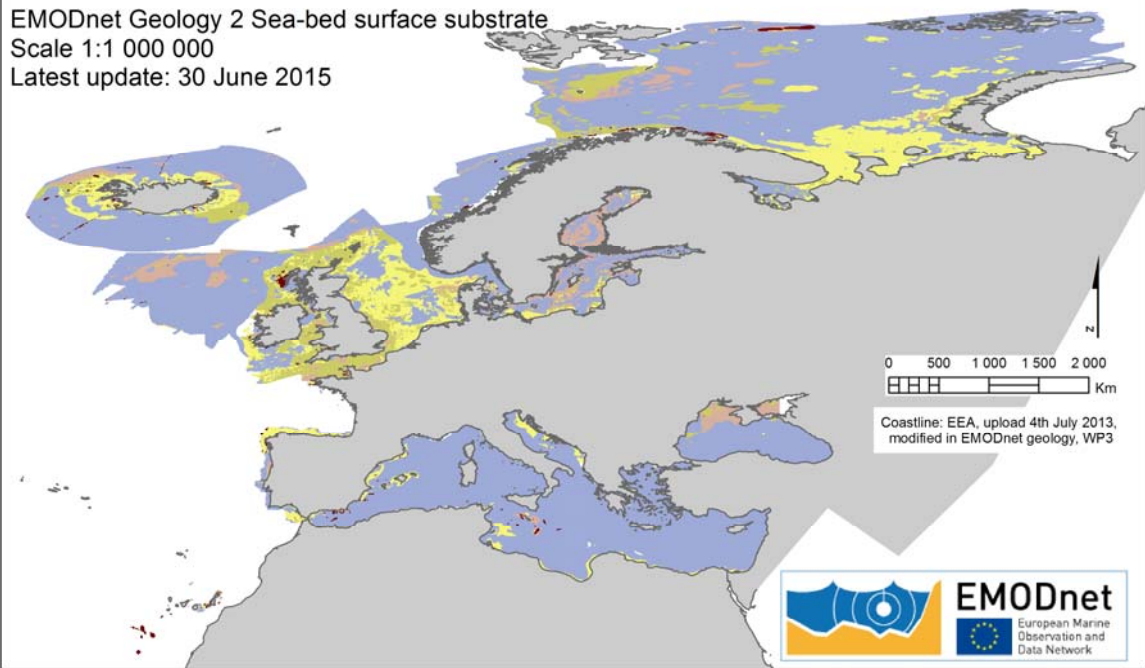 EMODnet Geology 2 Sea-bed surface substrate
Scale 1:1 000 000
Latest update: 30 June 2015
N
0 500 1 000 1 500 2 000
Km
Coastline: EEA, upload 4th July 2013,
modified in EMODnet geology, WP3
EMODnet
European Marine
Observation and
Data Network